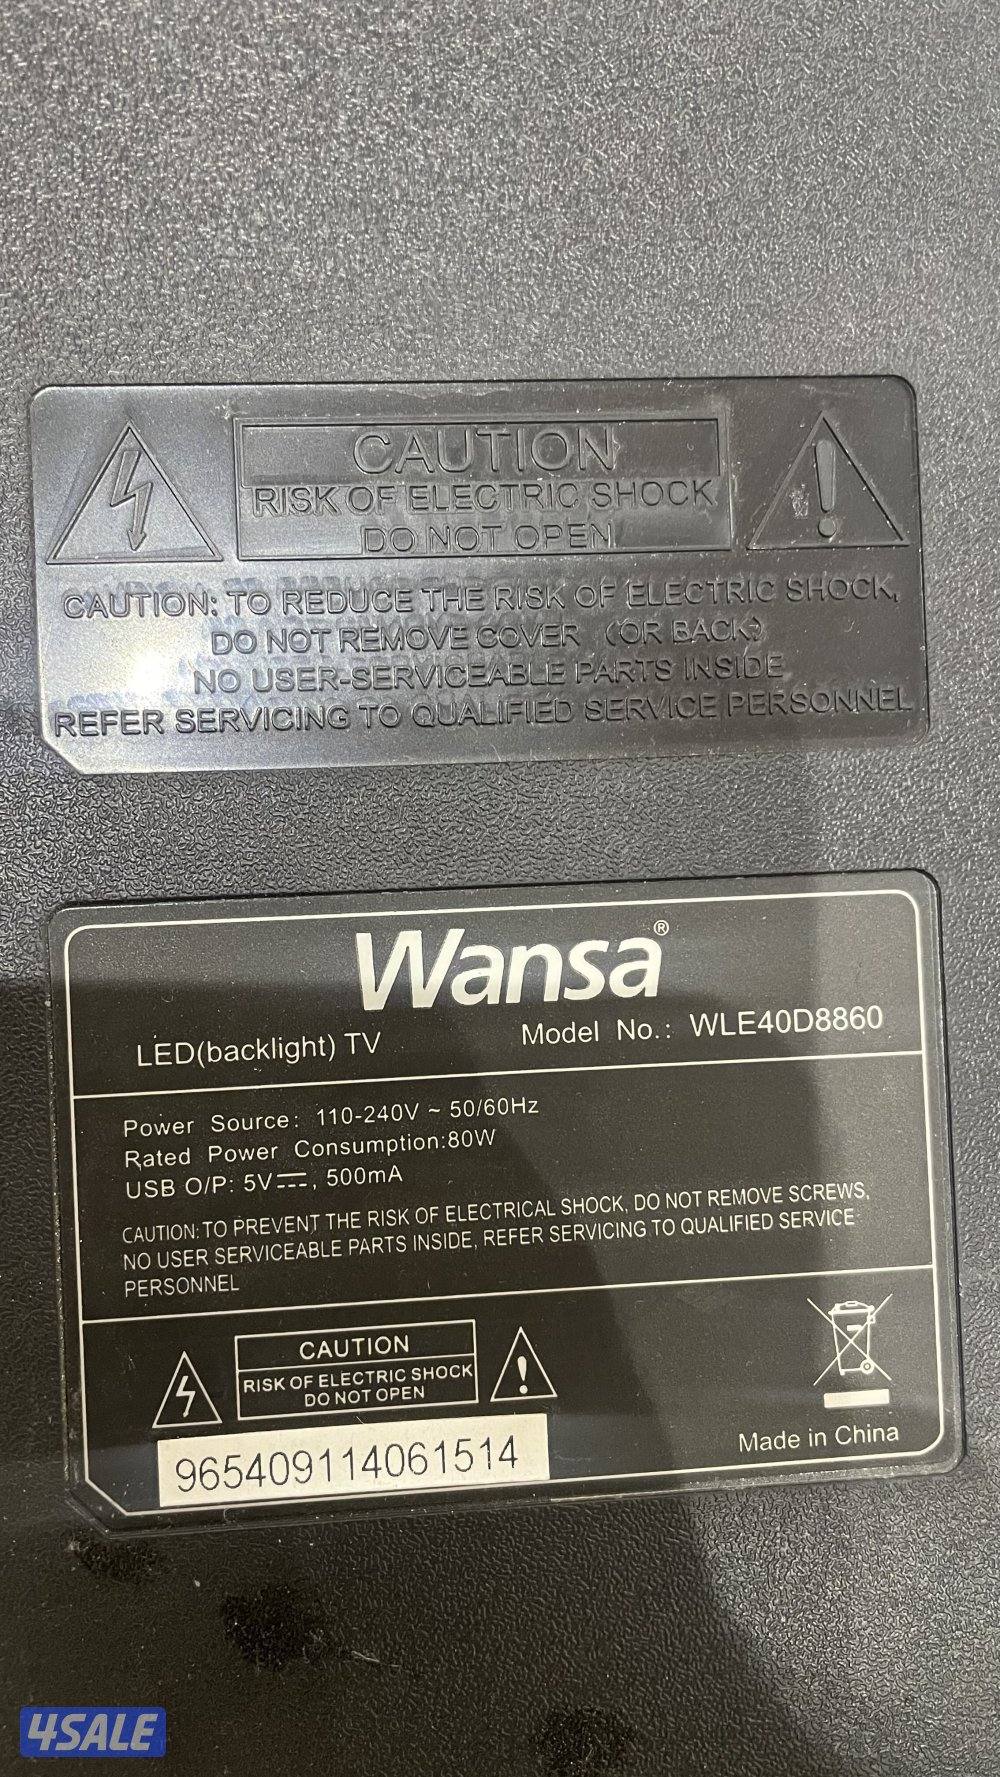 CAUTION
RISK OF ELECTRIC SHOCK
DO NOT OPEN
CAUTION: TO REDUCE THE RISK OF ELECTRIC SHOCK,
DO NOT REMOVE COVER (OR BACK)
NO USER-SERVICEABLE PARTS INSIDE
REFER SERVICING TO QUALIFIED SERVICE PERSONNEL
Wansa®
LED(backlight) TV Model No.: WLE40D8860
Power Source: 110-240V ~ 50/60Hz
Rated Power Consumption:80W
USB O/P: 5V⎓, 500mA
CAUTION: TO PREVENT THE RISK OF ELECTRICAL SHOCK, DO NOT REMOVE SCREWS,
NO USER SERVICEABLE PARTS INSIDE, REFER SERVICING TO QUALIFIED SERVICE
PERSONNEL
CAUTION
RISK OF ELECTRIC SHOCK
DO NOT OPEN
965409114061514
Made in China
4SALE